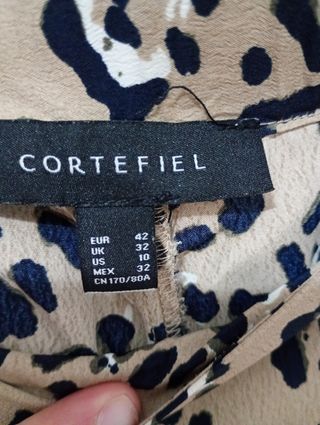 CORTEFIEL
EUR 42
UK 32
US 10
MEX 32
CN 170/80A